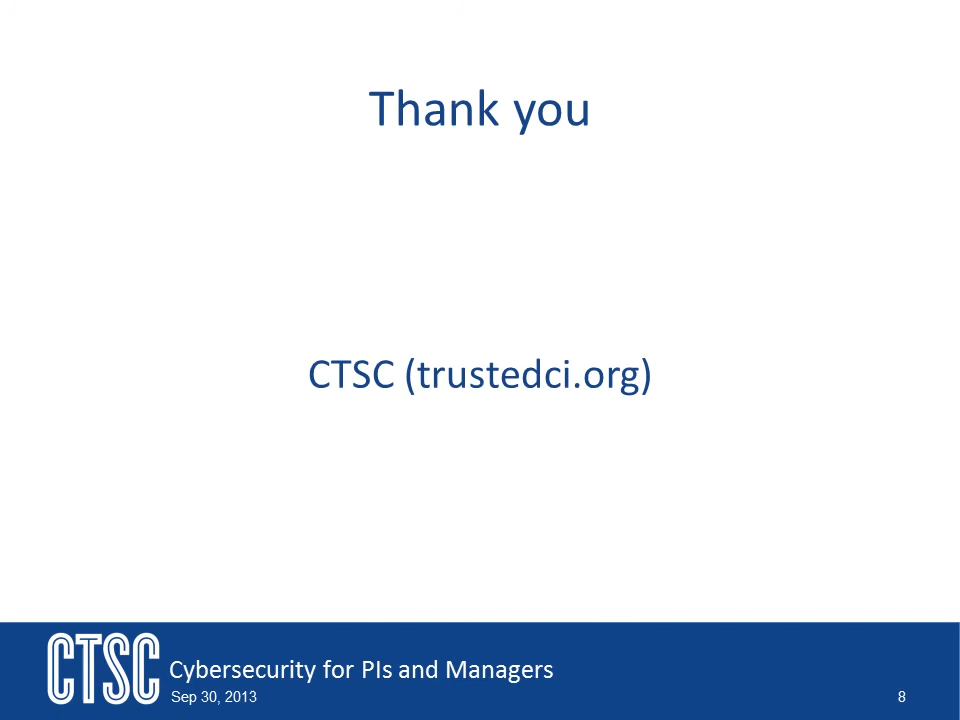 Thank you
CTSC (trustedci.org)
CTSC
Cybersecurity for PIs and Managers
Sep 30, 2013
8